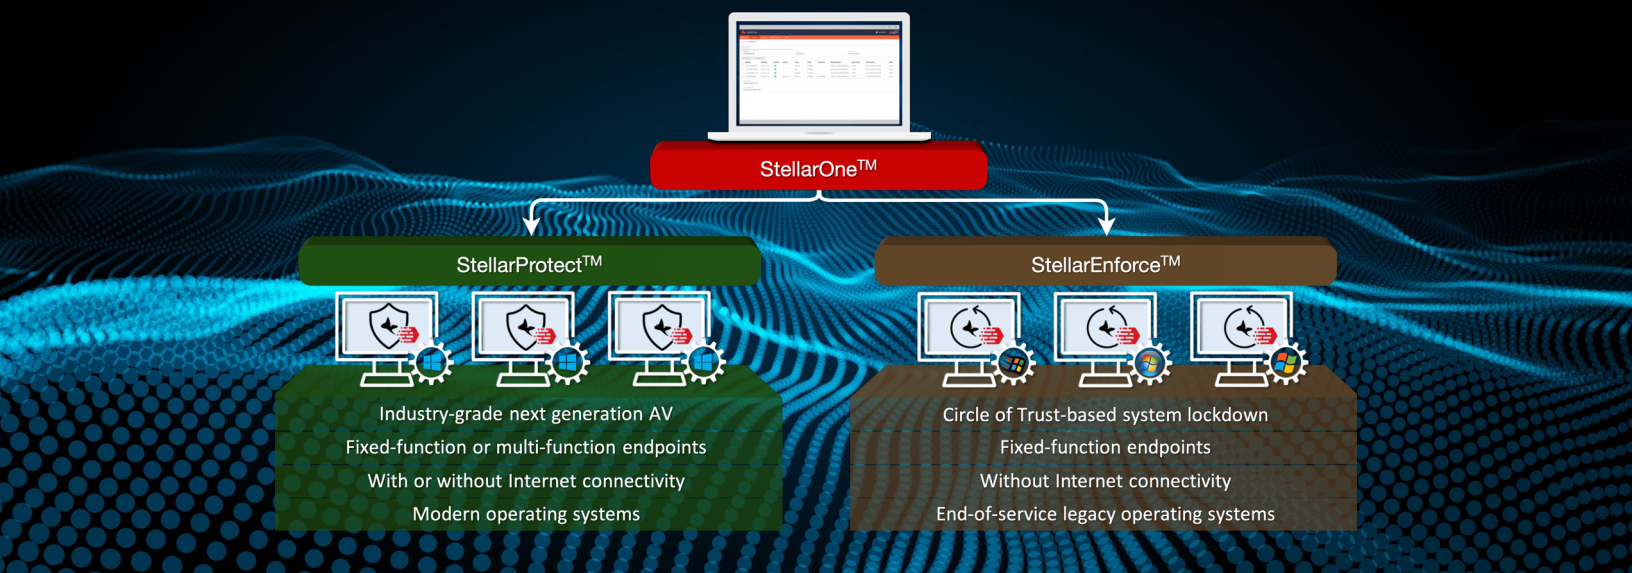 StellarOne™
StellarProtect™
StellarEnforce™
Industry-grade next generation AV
Fixed-function or multi-function endpoints
With or without Internet connectivity
Modern operating systems
Circle of Trust-based system lockdown
Fixed-function endpoints
Without Internet connectivity
End-of-service legacy operating systems